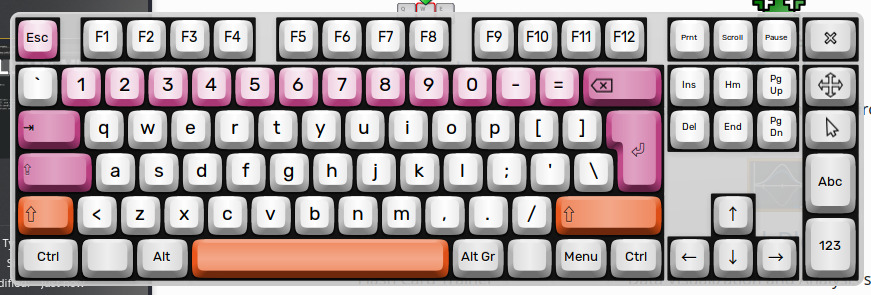 Esc F1 F2 F3 F4 F5 F6 F7 F8 F9 F10 F11 F12 Prnt Scroll Pause
` 1 2 3 4 5 6 7 8 9 0 - = Ins Hm Pg Up
q w e r t y u i o p [ ] Del End Pg Dn
a s d f g h j k l ; ' \ Abc
< z x c v b n m , . / ↑
Ctrl Alt Alt Gr Menu Ctrl ← ↓ → 123